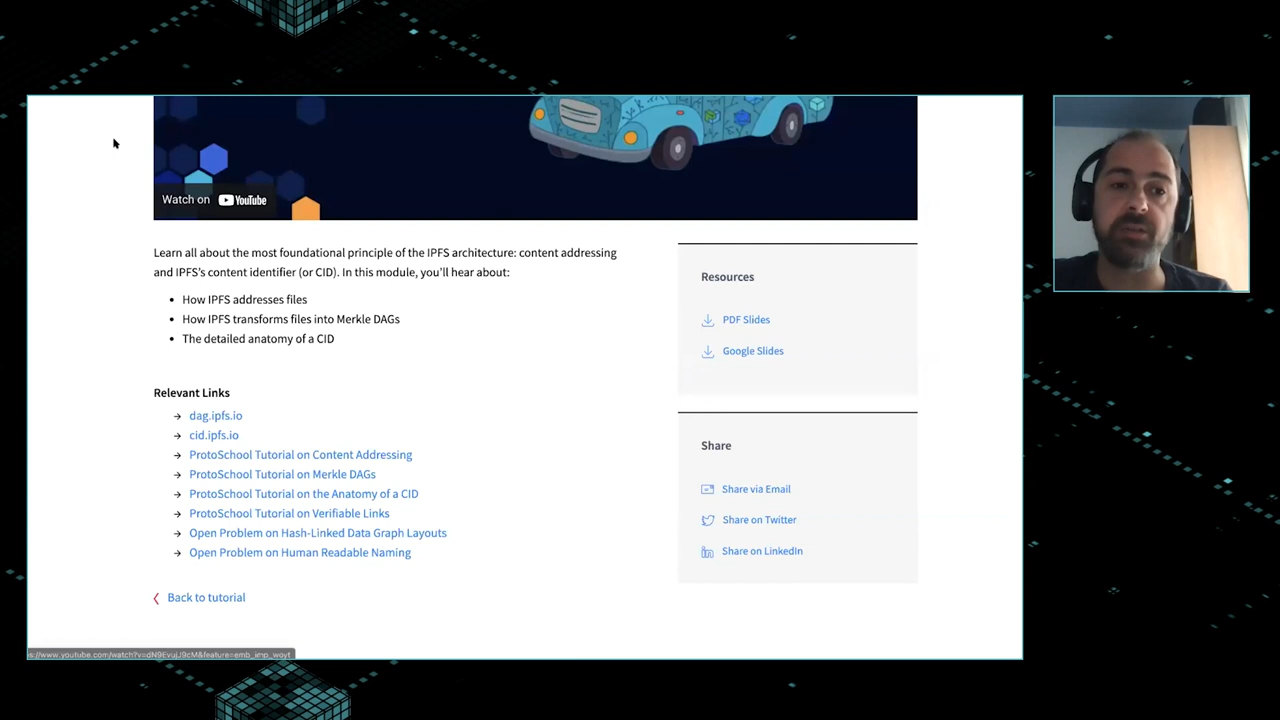 Watch on YouTube
Learn all about the most foundational principle of the IPFS architecture: content addressing
and IPFS's content identifier (or CID). In this module, you'll hear about:
• How IPFS addresses files
• How IPFS transforms files into Merkle DAGs
• The detailed anatomy of a CID
Relevant Links
→ dag.ipfs.io
→ cid.ipfs.io
→ ProtoSchool Tutorial on Content Addressing
→ ProtoSchool Tutorial on Merkle DAGs
→ ProtoSchool Tutorial on the Anatomy of a CID
→ ProtoSchool Tutorial on Verifiable Links
→ Open Problem on Hash-Linked Data Graph Layouts
→ Open Problem on Human Readable Naming
Back to tutorial
Resources
PDF Slides
Google Slides
Share
Share via Email
Share on Twitter
Share on LinkedIn